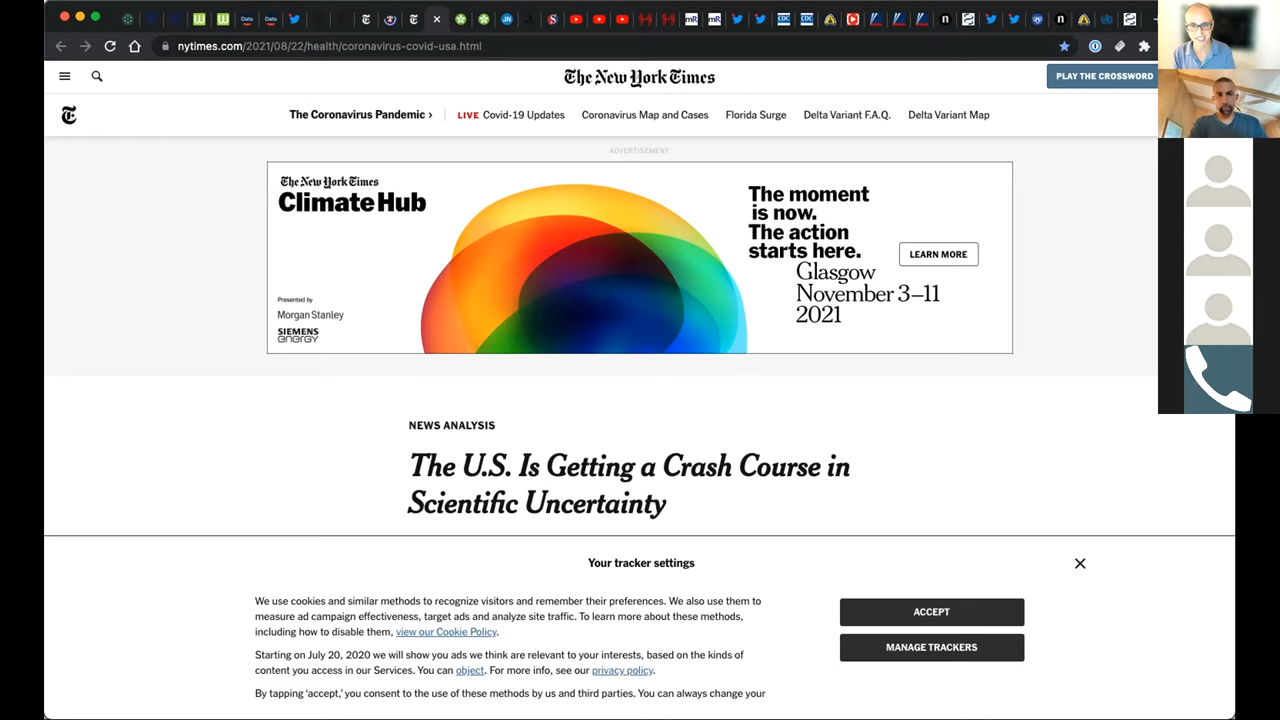 Data
Data
JN
S
mR
mR
CDC
CDC
n
n
nytimes.com/2021/08/22/health/coronavirus-covid-usa.html
The New York Times
PLAY THE CROSSWORD
The Coronavirus Pandemic ›
LIVE Covid-19 Updates
Coronavirus Map and Cases
Florida Surge
Delta Variant F.A.Q.
Delta Variant Map
ADVERTISEMENT
The New York Times
Climate Hub
The moment
is now.
The action
starts here.
LEARN MORE
Glasgow
November 3–11
2021
Presented by
Morgan Stanley
SIEMENS
energy
NEWS ANALYSIS
The U.S. Is Getting a Crash Course in
Scientific Uncertainty
Your tracker settings
We use cookies and similar methods to recognize visitors and remember their preferences. We also use them to
measure ad campaign effectiveness, target ads and analyze site traffic. To learn more about these methods,
including how to disable them, view our Cookie Policy.
Starting on July 20, 2020 we will show you ads we think are relevant to your interests, based on the kinds of
content you access in our Services. You can object. For more info, see our privacy policy.
By tapping ‘accept,’ you consent to the use of these methods by us and third parties. You can always change your
ACCEPT
MANAGE TRACKERS